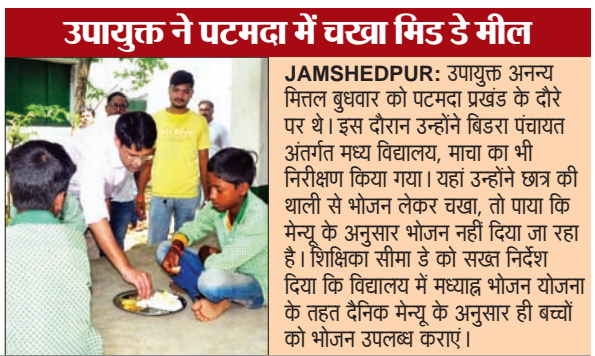 उपायुक्त ने पटमदा में चखा मिड डे मील
JAMSHEDPUR: उपायुक्त अनन्य
मित्तल बुधवार को पटमदा प्रखंड के दौरे
पर थे। इस दौरान उन्होंने बिडरा पंचायत
अंतर्गत मध्य विद्यालय, माचा का भी
निरीक्षण किया गया। यहां उन्होंने छात्र की
थाली से भोजन लेकर चखा, तो पाया कि
मेन्यू के अनुसार भोजन नहीं दिया जा रहा
है। शिक्षिका सीमा डे को सख्त निर्देश
दिया कि विद्यालय में मध्याह्न भोजन योजना
के तहत दैनिक मेन्यू के अनुसार ही बच्चों
को भोजन उपलब्ध कराएं।